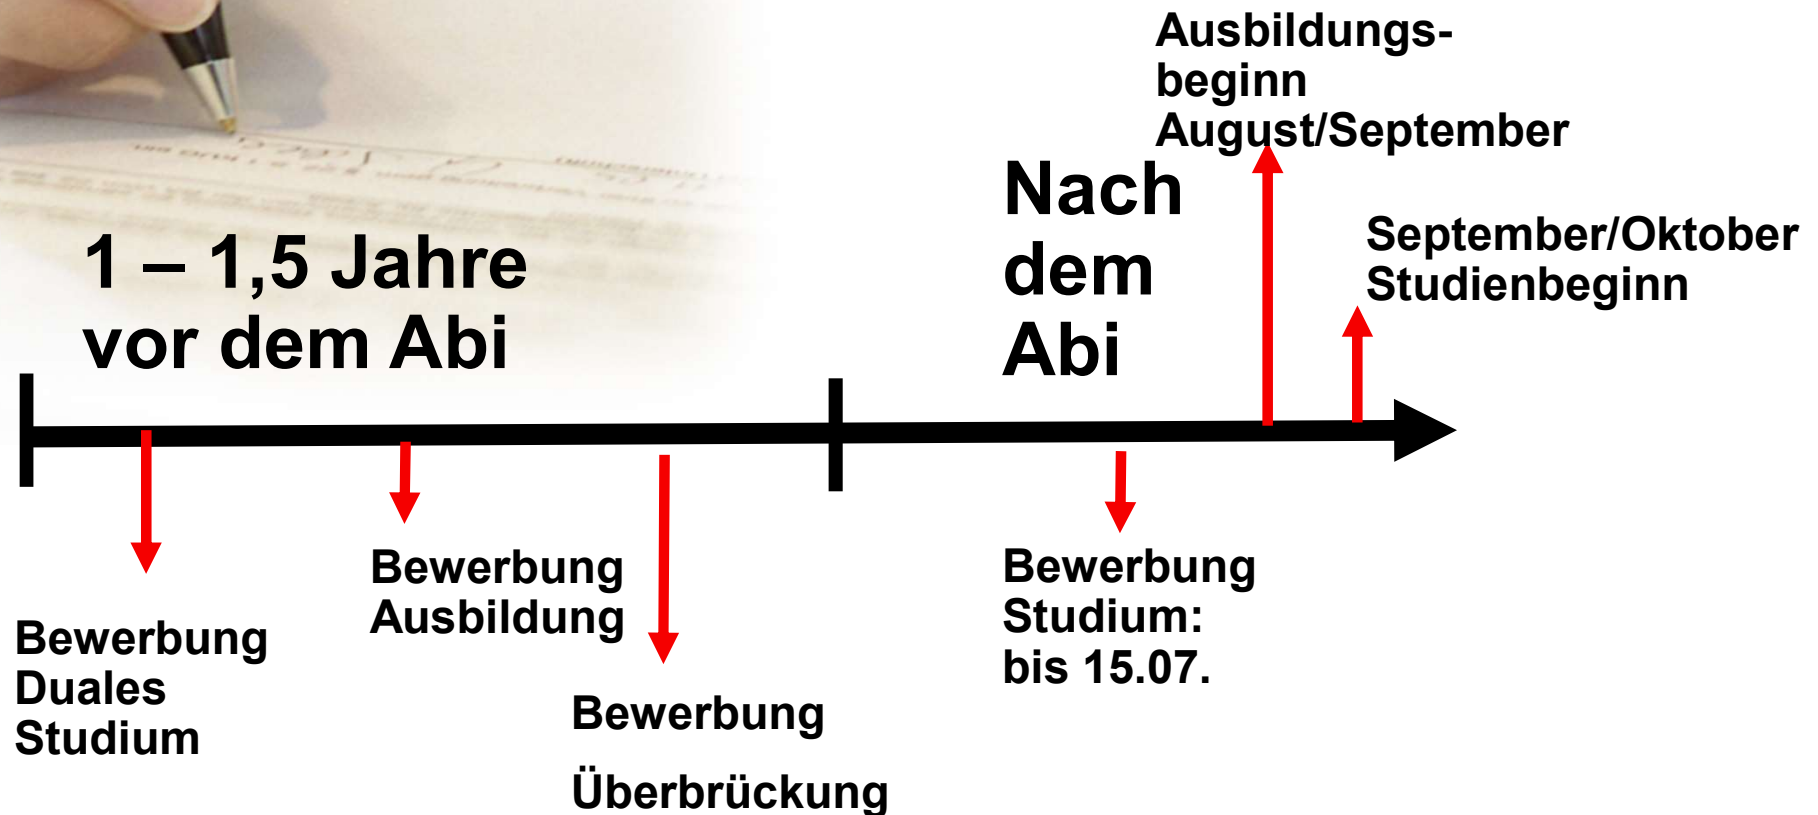 Ausbildungs-
beginn
August/September
Nach
dem
Abi
September/Oktober
Studienbeginn
1 – 1,5 Jahre
vor dem Abi
Bewerbung
Duales
Studium
Bewerbung
Ausbildung
Bewerbung
Überbrückung
Bewerbung
Studium:
bis 15.07.